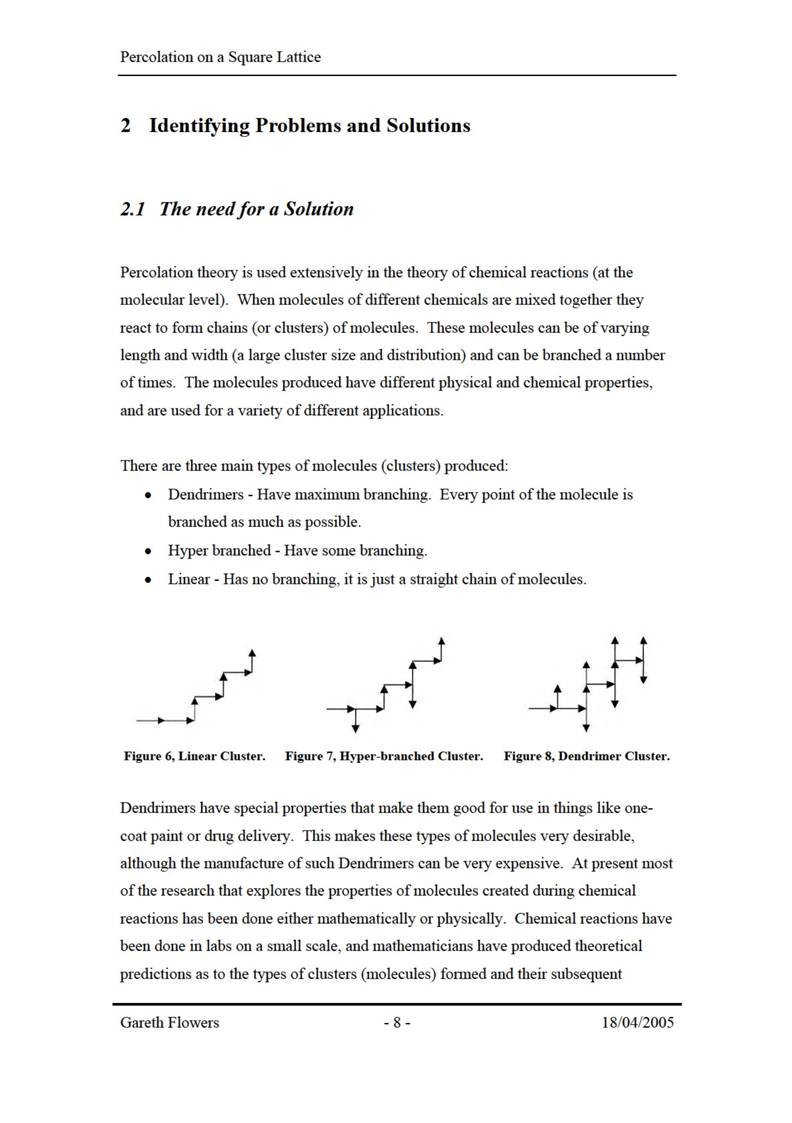 Percolation on a Square Lattice
2 Identifying Problems and Solutions
2.1 The need for a Solution
Percolation theory is used extensively in the theory of chemical reactions (at the
molecular level). When molecules of different chemicals are mixed together they
react to form chains (or clusters) of molecules. These molecules can be of varying
length and width (a large cluster size and distribution) and can be branched a number
of times. The molecules produced have different physical and chemical properties,
and are used for a variety of different applications.
There are three main types of molecules (clusters) produced:
• Dendrimers - Have maximum branching. Every point of the molecule is
branched as much as possible.
• Hyper branched - Have some branching.
• Linear - Has no branching, it is just a straight chain of molecules.
Figure 6, Linear Cluster. Figure 7, Hyper-branched Cluster. Figure 8, Dendrimer Cluster.
Dendrimers have special properties that make them good for use in things like one-
coat paint or drug delivery. This makes these types of molecules very desirable,
although the manufacture of such Dendrimers can be very expensive. At present most
of the research that explores the properties of molecules created during chemical
reactions has been done either mathematically or physically. Chemical reactions have
been done in labs on a small scale, and mathematicians have produced theoretical
predictions as to the types of clusters (molecules) formed and their subsequent
Gareth Flowers - 8 - 18/04/2005